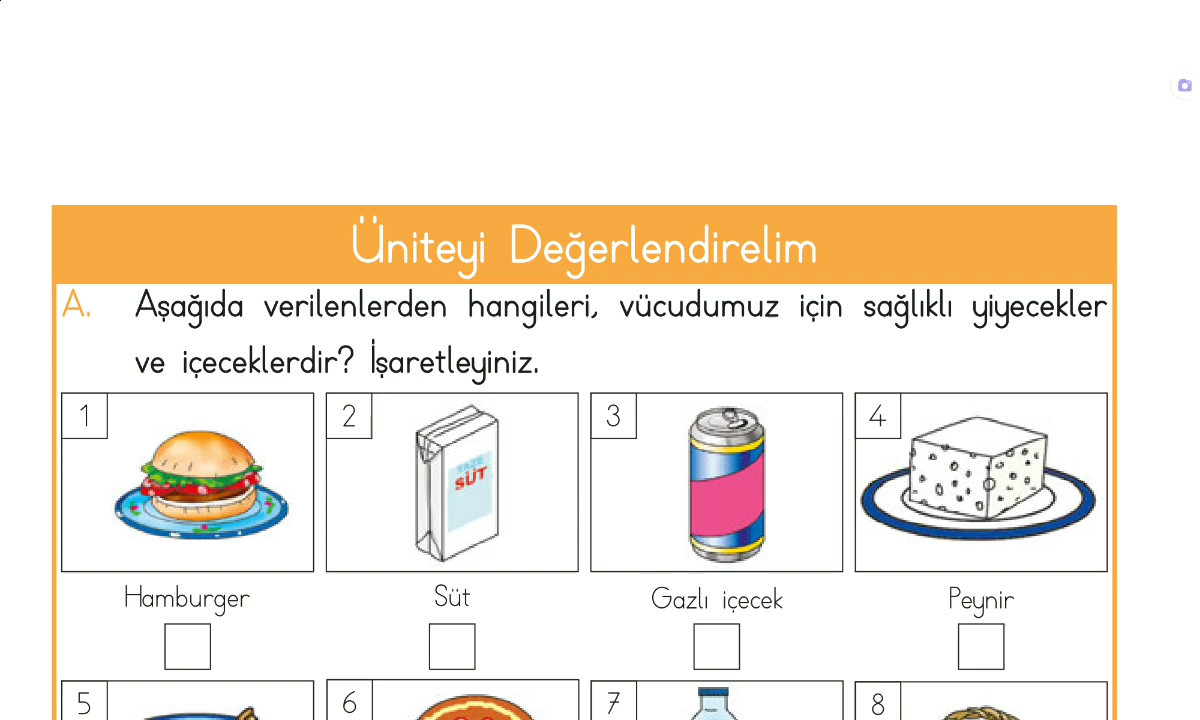 Üniteyi Değerlendirelim
A. Aşağıda verilenlerden hangileri, vücudumuz için sağlıklı yiyecekler
ve içeceklerdir? İşaretleyiniz.
1 2 3 4
TAZE
SÜT
Hamburger Süt Gazlı içecek Peynir
5 6 7 8